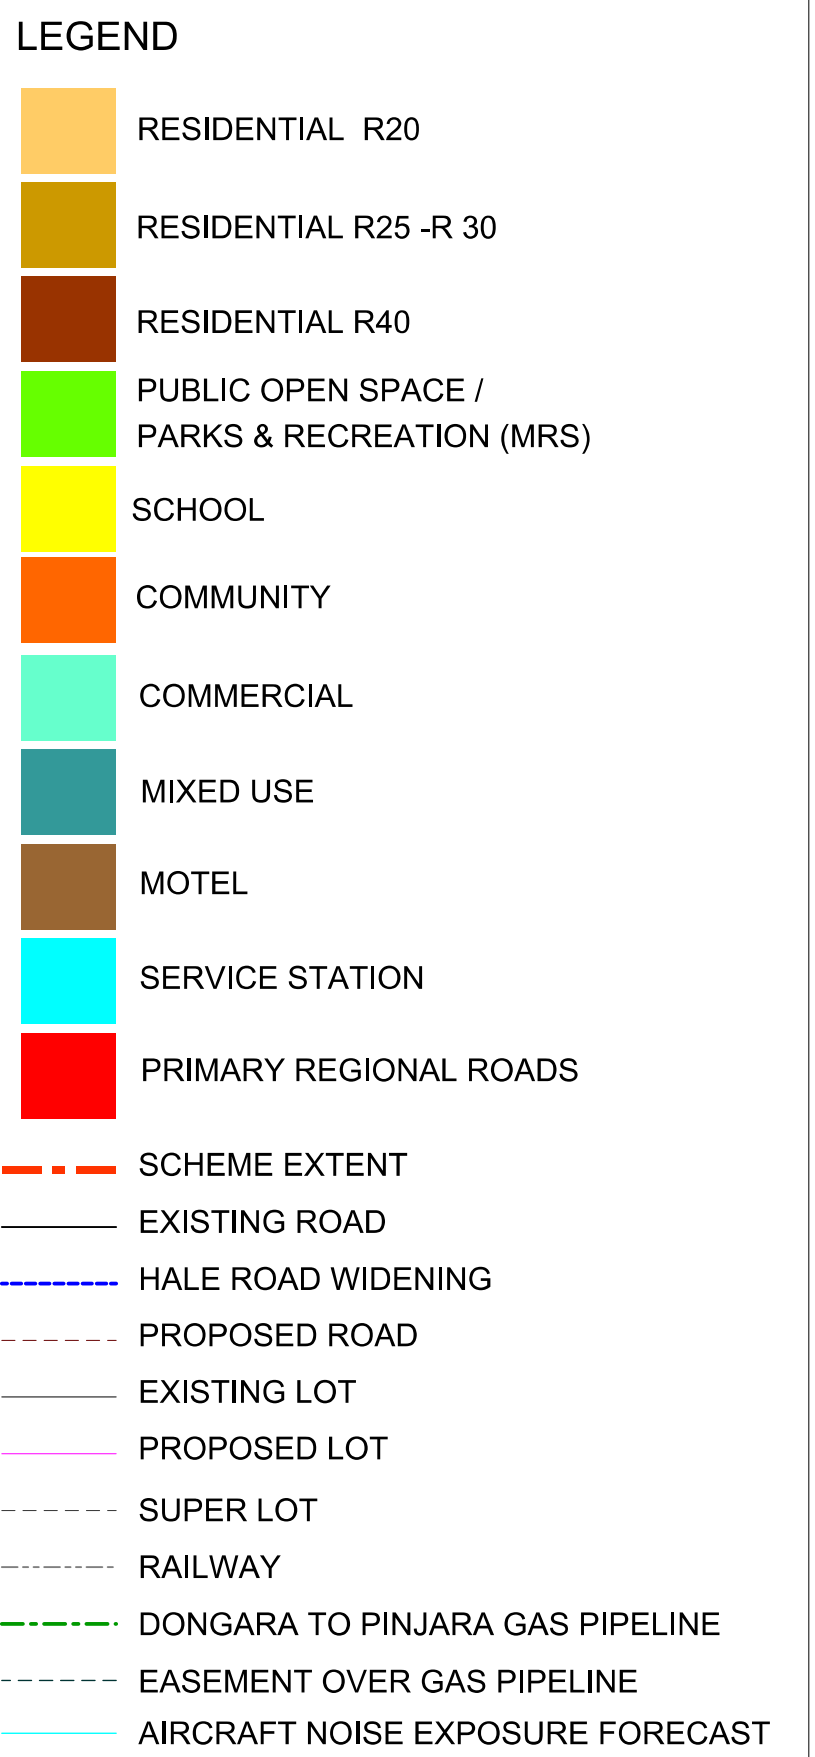 LEGEND
RESIDENTIAL R20
RESIDENTIAL R25 -R 30
RESIDENTIAL R40
PUBLIC OPEN SPACE /
PARKS & RECREATION (MRS)
SCHOOL
COMMUNITY
COMMERCIAL
MIXED USE
MOTEL
SERVICE STATION
PRIMARY REGIONAL ROADS
SCHEME EXTENT
EXISTING ROAD
HALE ROAD WIDENING
PROPOSED ROAD
EXISTING LOT
PROPOSED LOT
SUPER LOT
RAILWAY
DONGARA TO PINJARA GAS PIPELINE
EASEMENT OVER GAS PIPELINE
AIRCRAFT NOISE EXPOSURE FORECAST